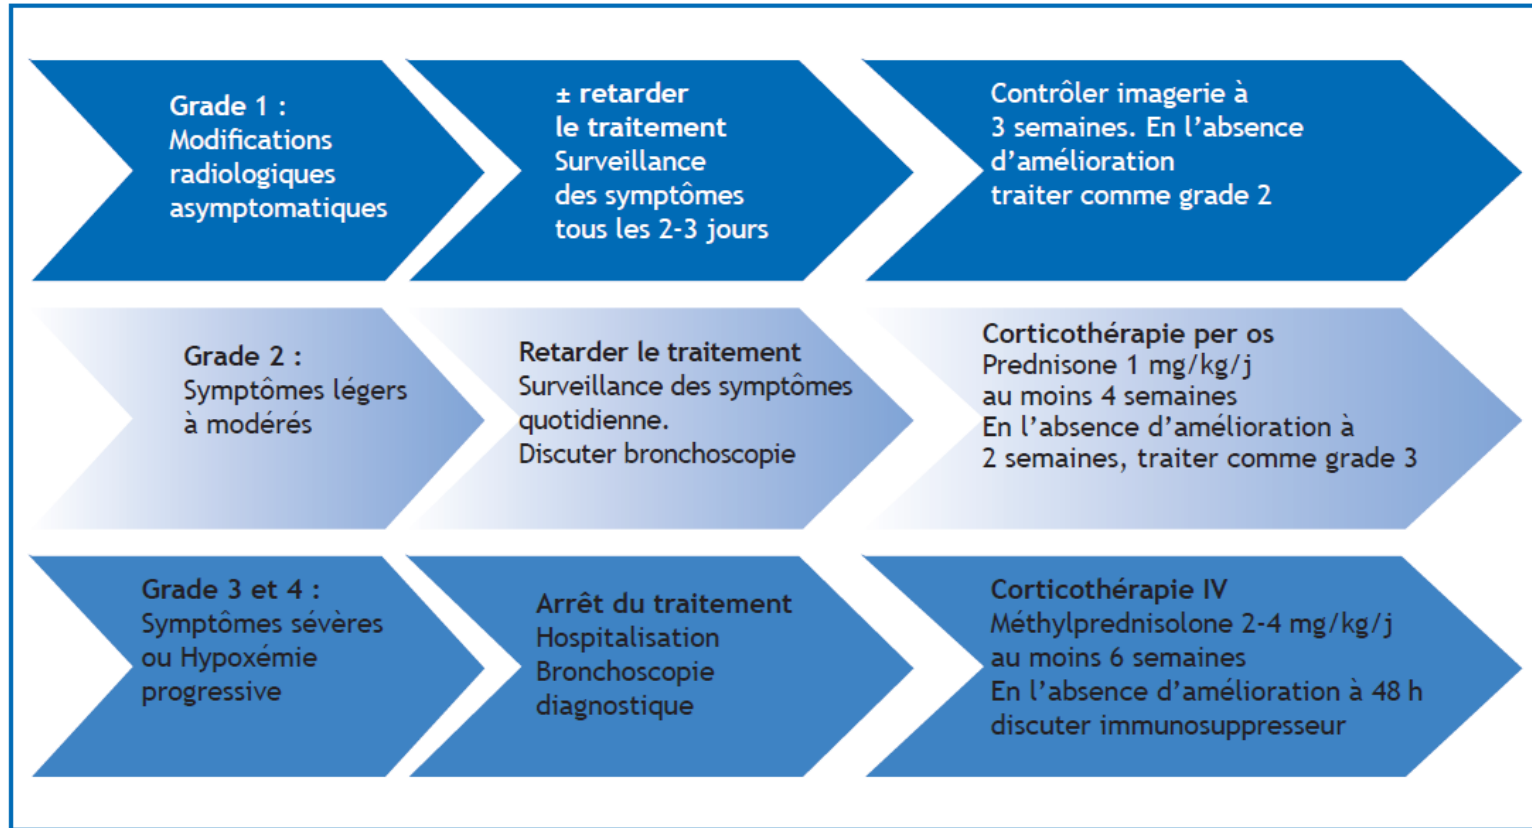 Grade 1 :
Modifications
radiologiques
asymptomatiques
± retarder
le traitement
Surveillance
des symptômes
tous les 2-3 jours
Contrôler imagerie à
3 semaines. En l’absence
d’amélioration
traiter comme grade 2
Grade 2 :
Symptômes légers
à modérés
Retarder le traitement
Surveillance des symptômes
quotidienne.
Discuter bronchoscopie
Corticothérapie per os
Prednisone 1 mg/kg/j
au moins 4 semaines
En l’absence d’amélioration à
2 semaines, traiter comme grade 3
Grade 3 et 4 :
Symptômes sévères
ou Hypoxémie
progressive
Arrêt du traitement
Hospitalisation
Bronchoscopie
diagnostique
Corticothérapie IV
Méthylprednisolone 2-4 mg/kg/j
au moins 6 semaines
En l’absence d’amélioration à 48 h
discuter immunosuppresseur